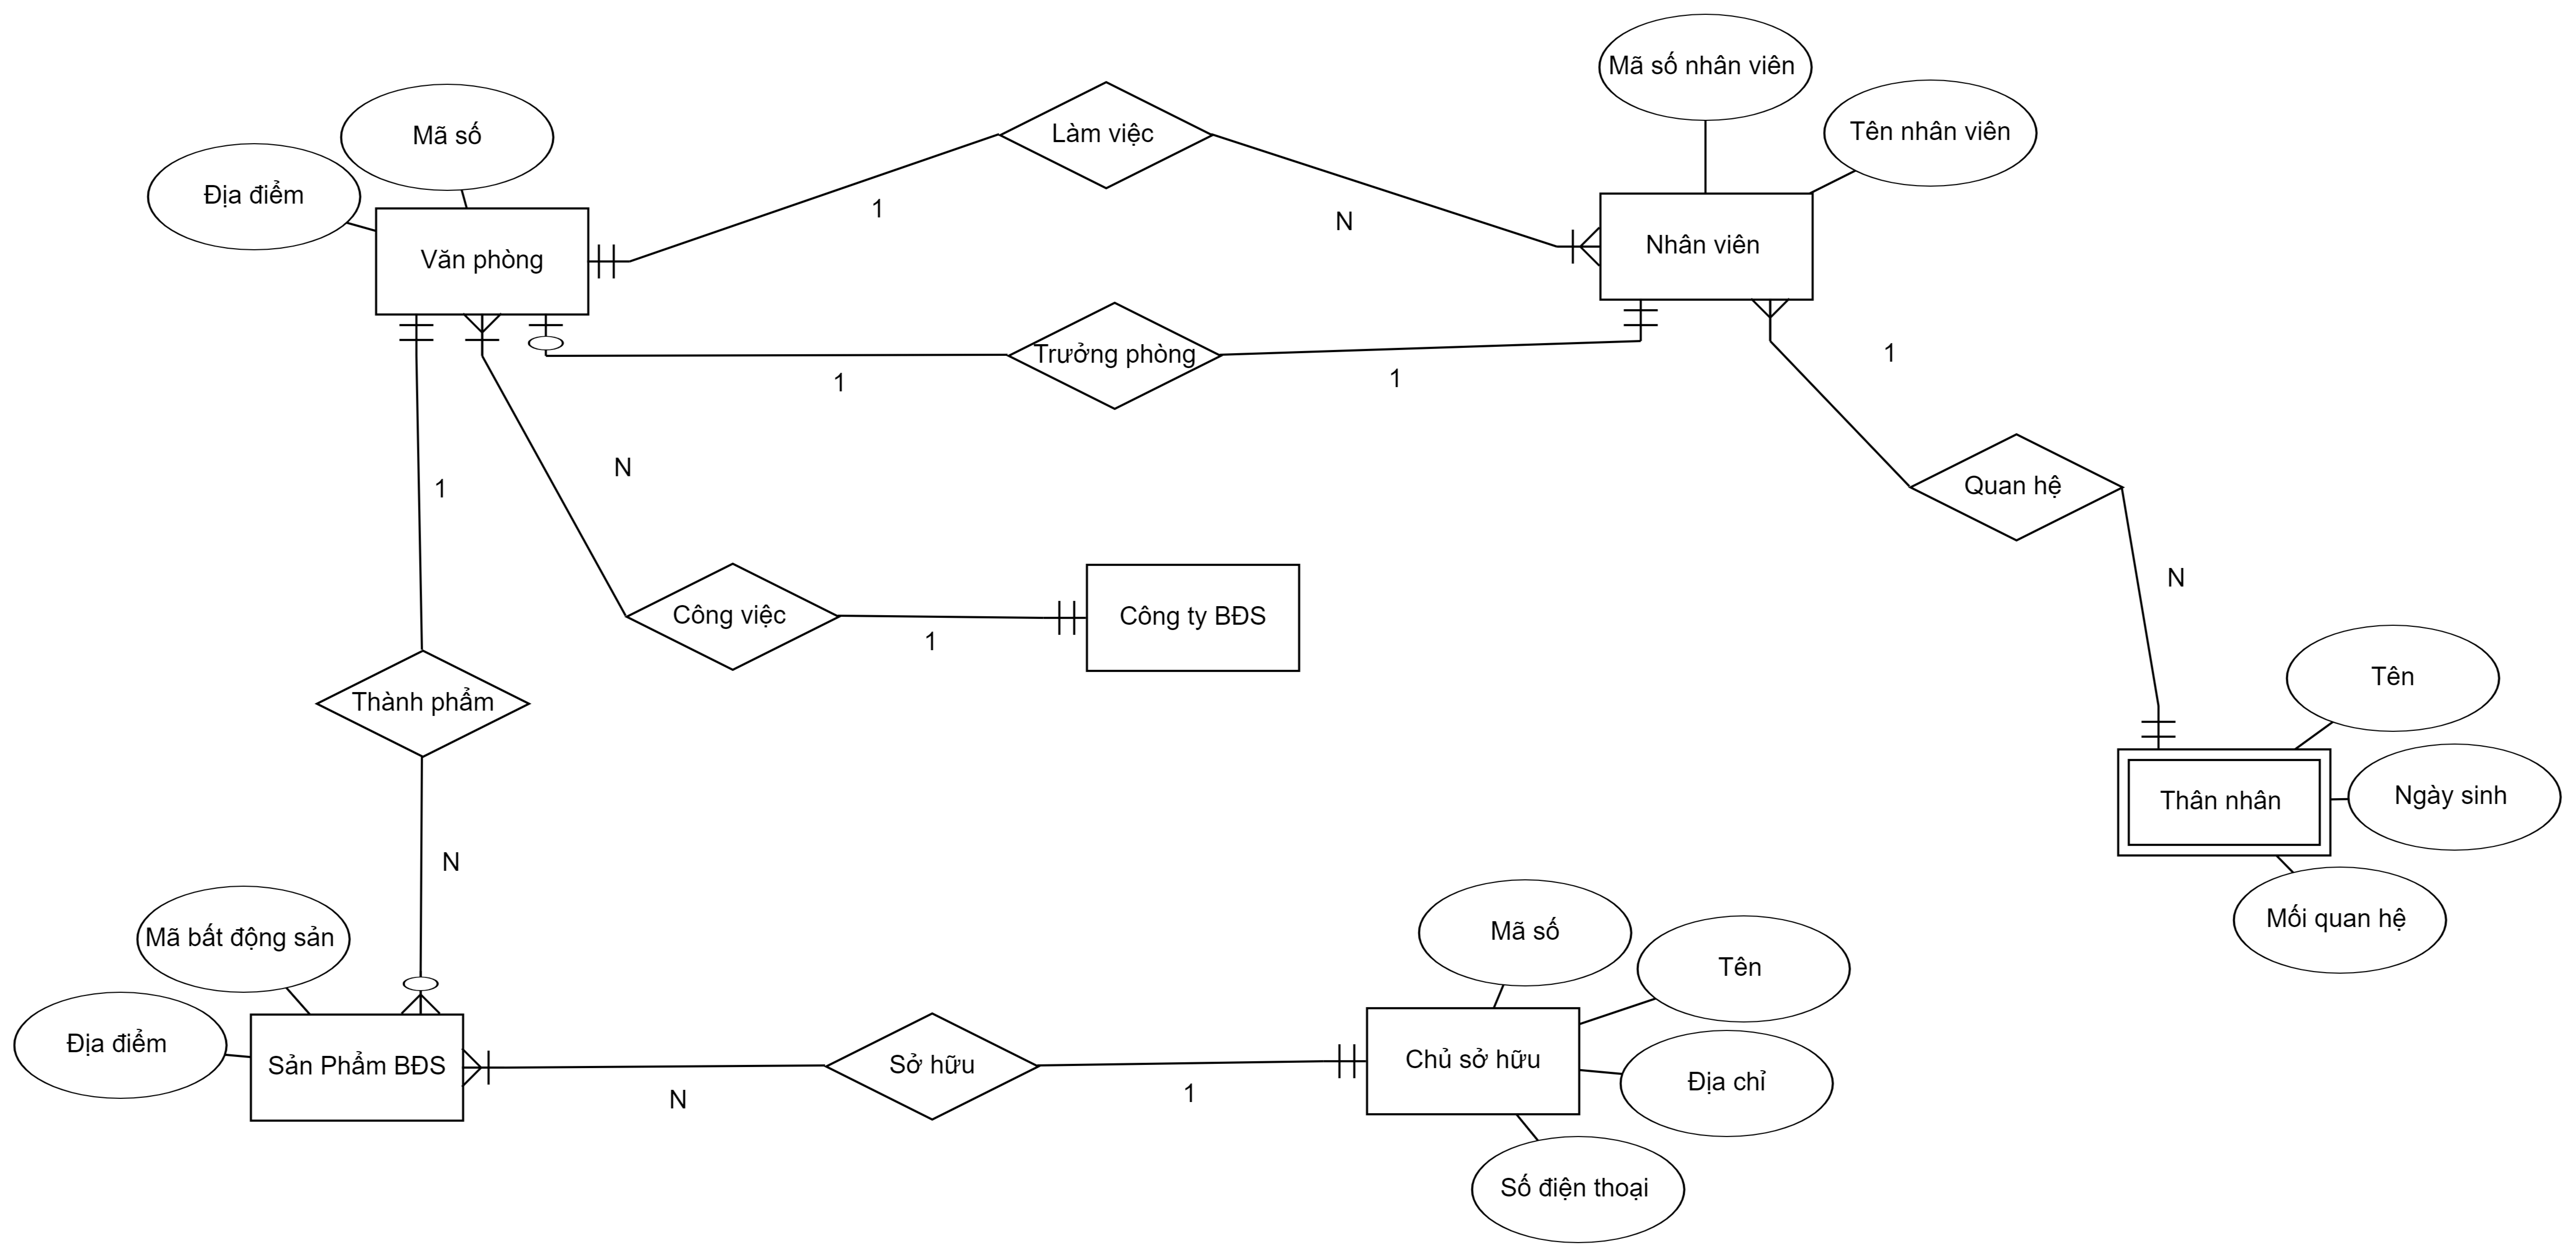 Mã số nhân viên
Tên nhân viên
Mã số
Làm việc
Địa điểm
1
N
Văn phòng
Nhân viên
Trưởng phòng
1
1
1
N
1
Quan hệ
N
Công việc
1
Công ty BĐS
Thành phẩm
Tên
Ngày sinh
Thân nhân
Mối quan hệ
N
Mã bất động sản
Địa điểm
Sản Phẩm BĐS
N
Sở hữu
1
Mã số
Tên
Chủ sở hữu
Địa chỉ
Số điện thoại